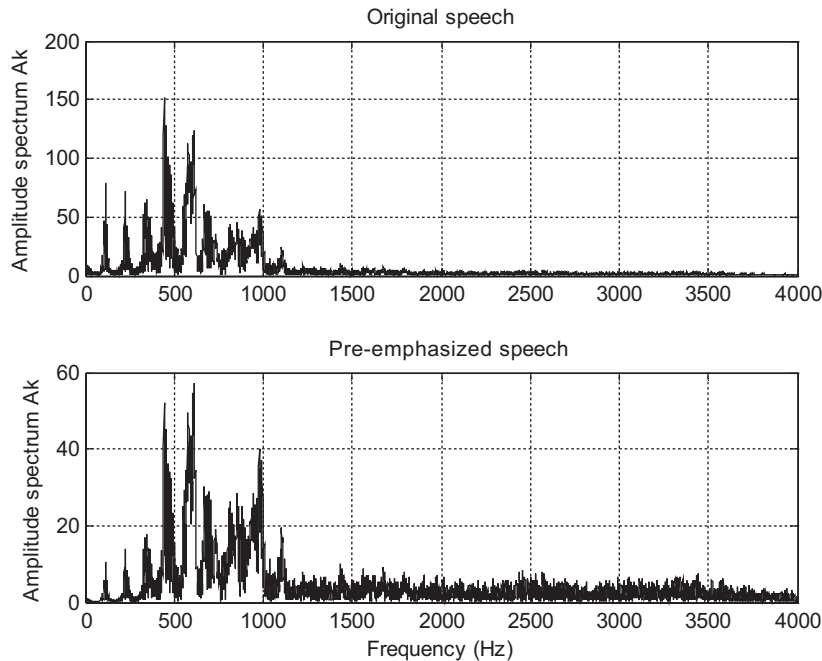 Original speech
Amplitude spectrum Ak
200
150
100
50
0
0 500 1000 1500 2000 2500 3000 3500 4000
Pre-emphasized speech
Amplitude spectrum Ak
60
40
20
0
0 500 1000 1500 2000 2500 3000 3500 4000
Frequency (Hz)